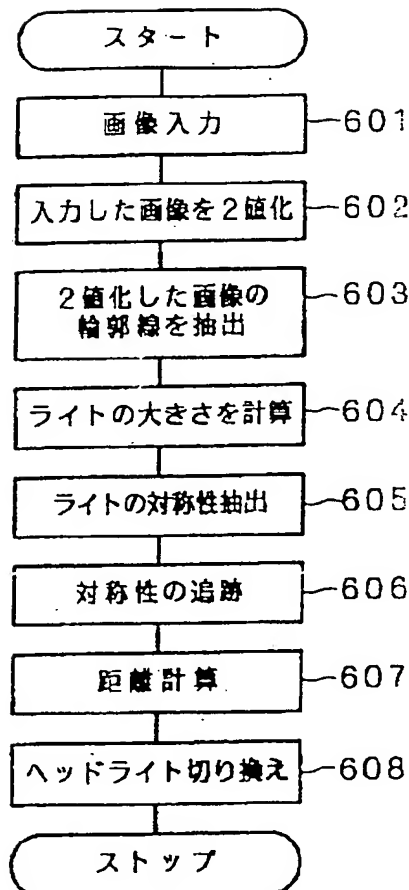 スタート
画像入力
601
入力した画像を2値化
602
2値化した画像の
輪郭線を抽出
603
ライトの大きさを計算
604
ライトの対称性抽出
605
対称性の追跡
606
距離計算
607
ヘッドライト切り換え
608
ストップ